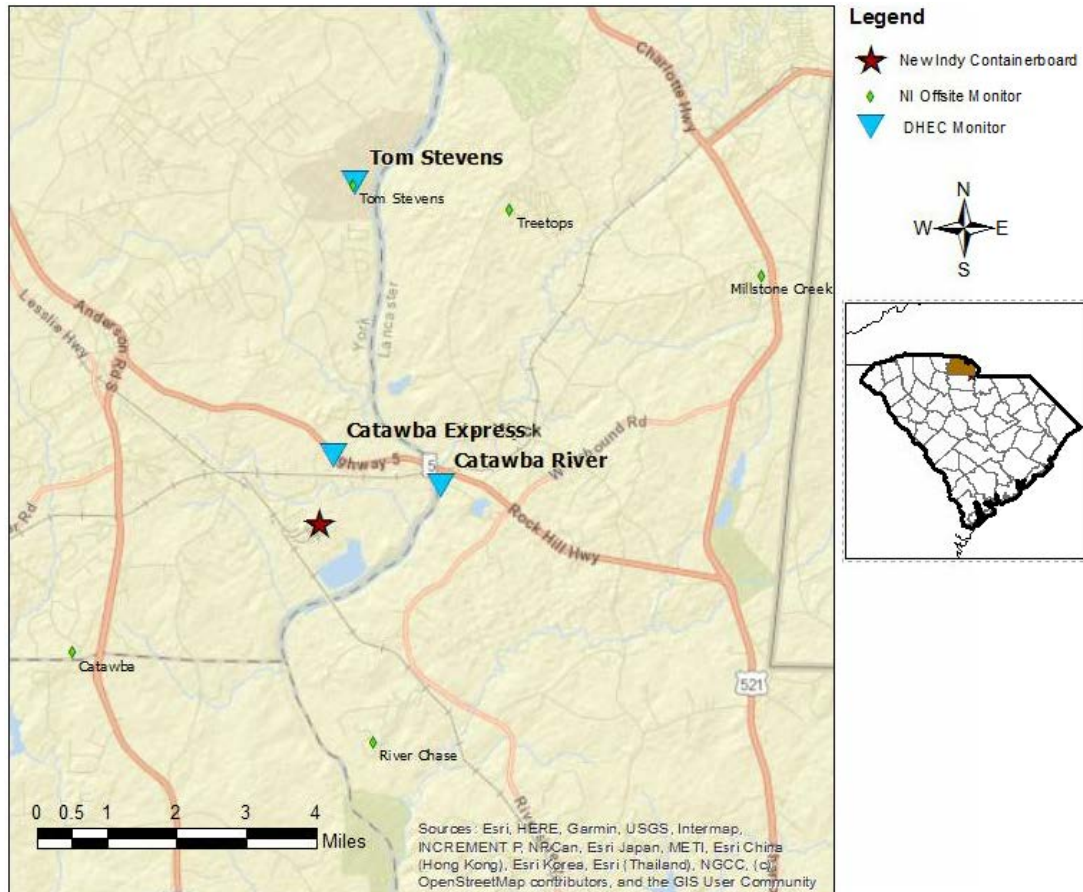 Legend
New Indy Containerboard
NI Offsite Monitor
DHEC Monitor
N
W E
S
Charlotte Hwy
Tom Stevens
Tom Stevens
Treetops
Millstone Creek
York
Lancaster
Lesslie Hwy
Anderson Rd S
Catawba Express
Catawba River
5
Rock Hill Hwy
Catawba
521
River Chase
0 0.5 1 2 3 4
Miles
Sources: Esri, HERE, Garmin, USGS, Intermap,
INCREMENT P, NRCan, Esri Japan, METI, Esri China
(Hong Kong), Esri Korea, Esri (Thailand), NGCC, (c)
OpenStreetMap contributors, and the GIS User Community